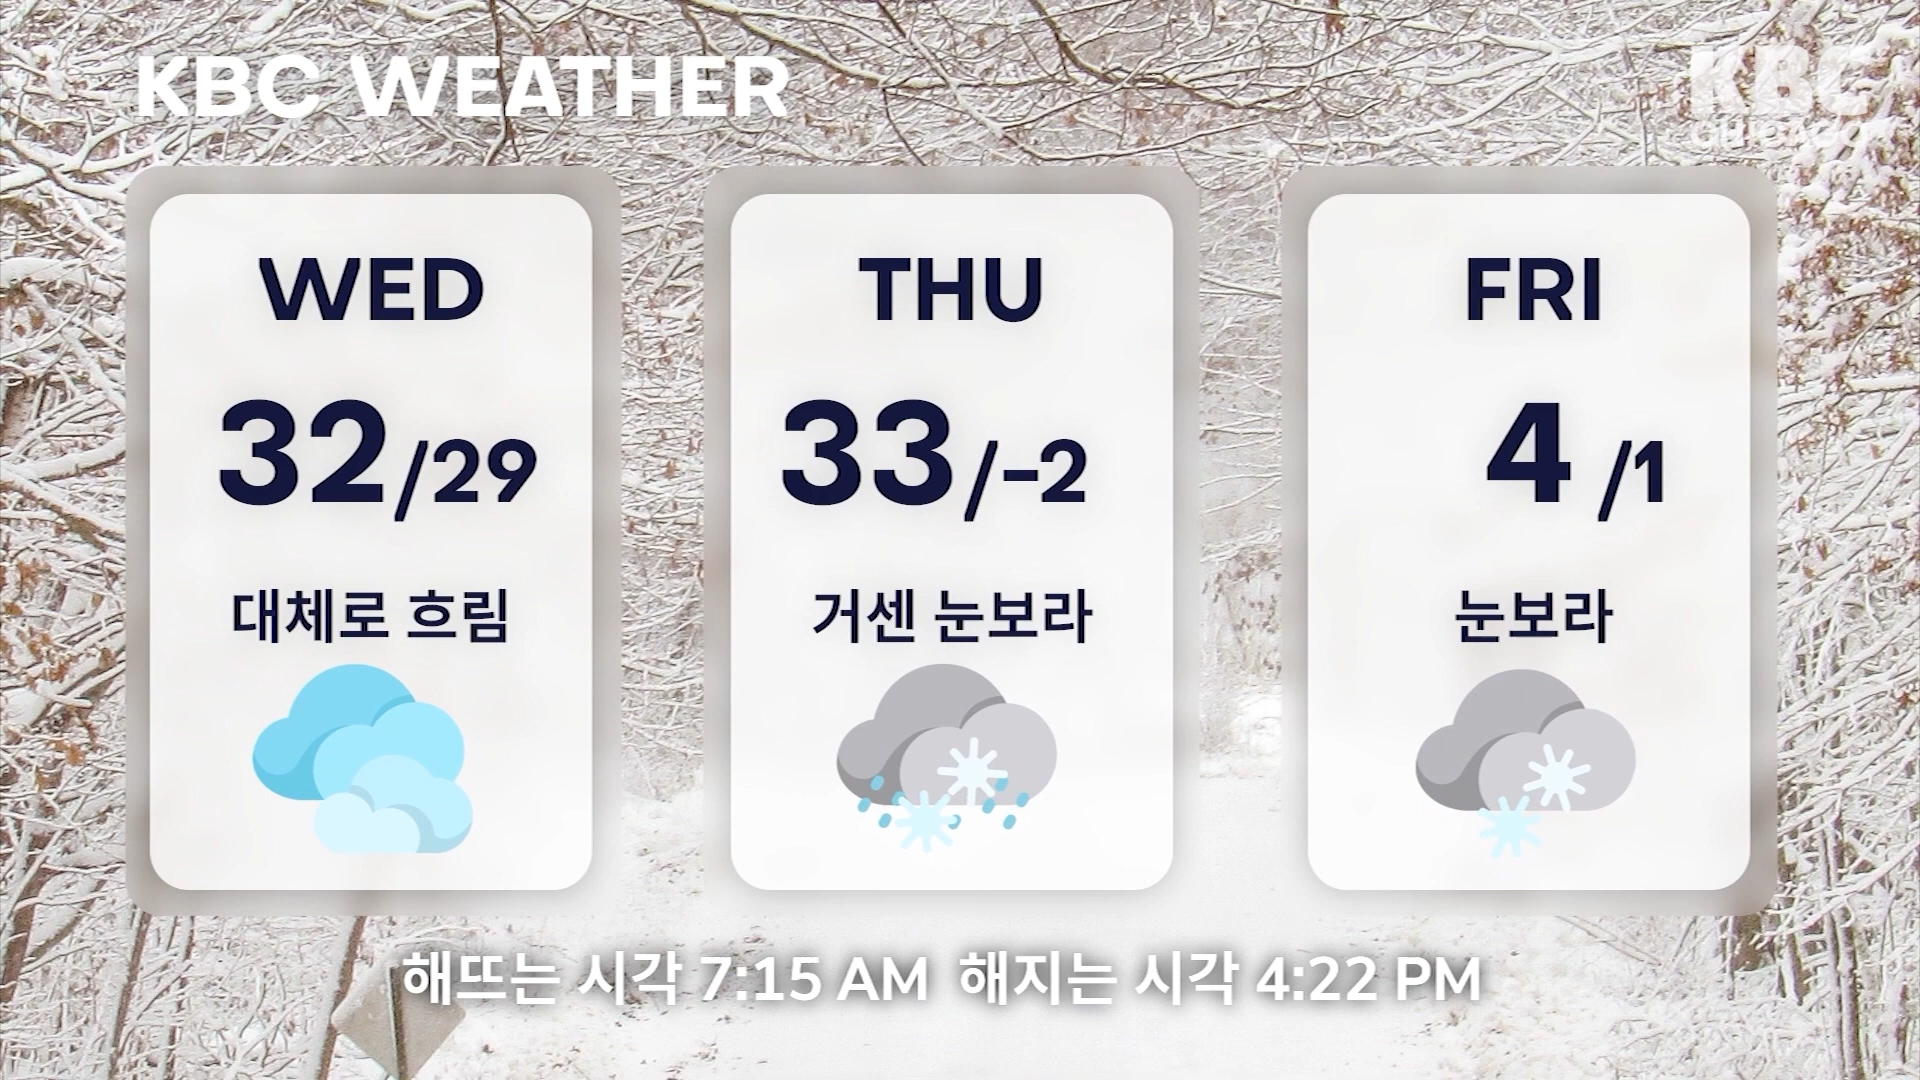 KBC WEATHER
KBC
CHICAGO
WED
32/29
대체로 흐림
THU
33/-2
거센 눈보라
FRI
4/1
눈보라
해뜨는 시각 7:15 AM 해지는 시각 4:22 PM